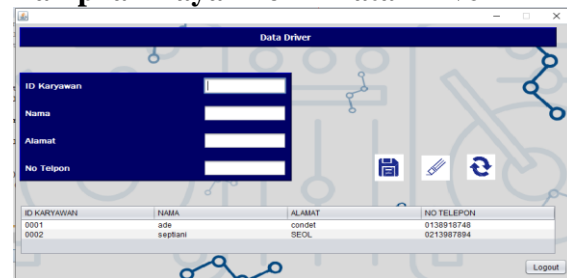 Data Driver
ID Karyawan
Nama
Alamat
No Telpon
ID KARYAWAN NAMA ALAMAT NO TELEPON
0001 ade condet 0138918748
0002 septiani SEOL 0213987894
Logout